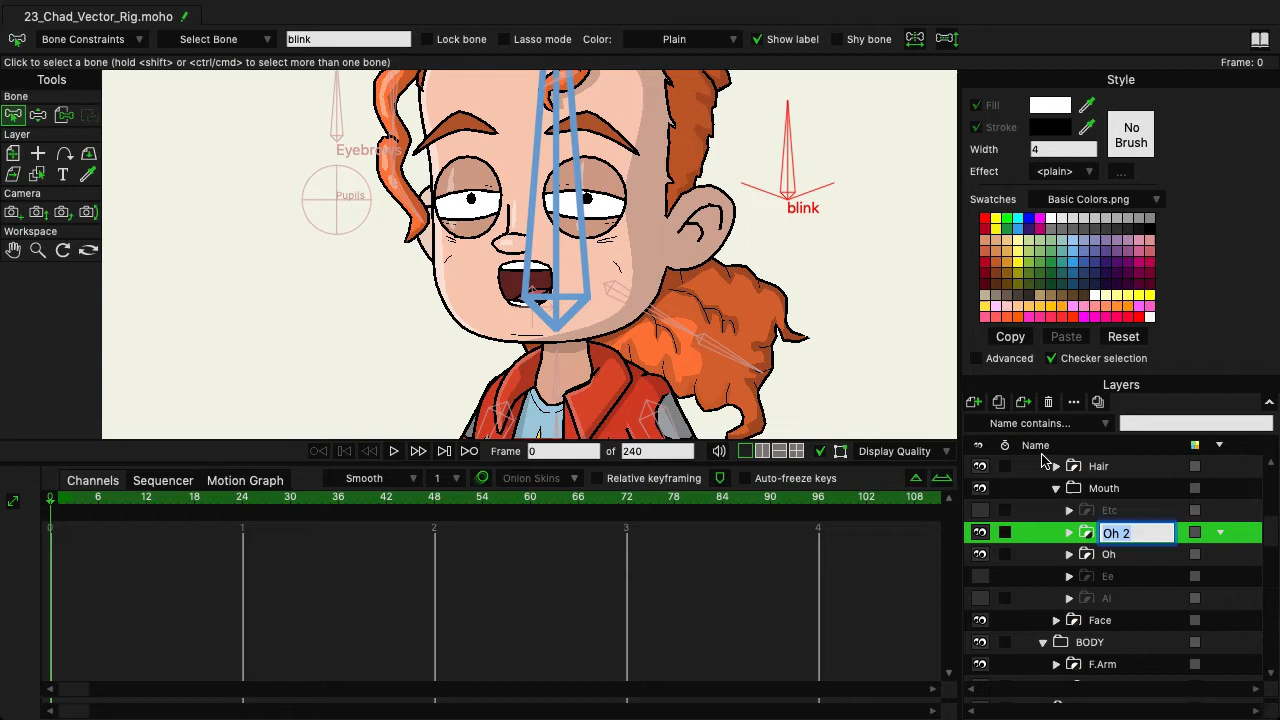 23_Chad_Vector_Rig.moho
Bone Constraints Select Bone blink Lock bone Lasso mode Color: Plain Show label Shy bone
Click to select a bone (hold <shift> or <ctrl/cmd> to select more than one bone) Frame: 0
Tools
Bone
Layer
Camera
Workspace
Eyebrows
Pupils
blink
Style
Fill
Stroke
No
Brush
Width 4
Effect <plain> ...
Swatches Basic Colors.png
Copy Paste Reset
Advanced Checker selection
Layers
Name contains...
Name
Hair
Mouth
Etc
Oh 2
Oh
Ee
Ai
Face
BODY
F.Arm
Frame 0 of 240 Display Quality
Channels Sequencer Motion Graph Smooth 1 Onion Skins Relative keyframing Auto-freeze keys
0 6 12 18 24 30 36 42 48 54 60 66 72 78 84 90 96 102 108
0 1 2 3 4